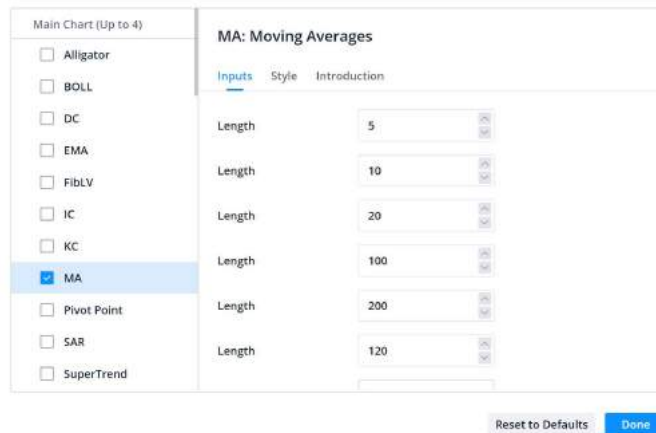 Main Chart (Up to 4)
Alligator
BOLL
DC
EMA
FibLV
IC
KC
MA
Pivot Point
SAR
SuperTrend
MA: Moving Averages
Inputs Style Introduction
Length 5
Length 10
Length 20
Length 100
Length 200
Length 120
Reset to Defaults Done